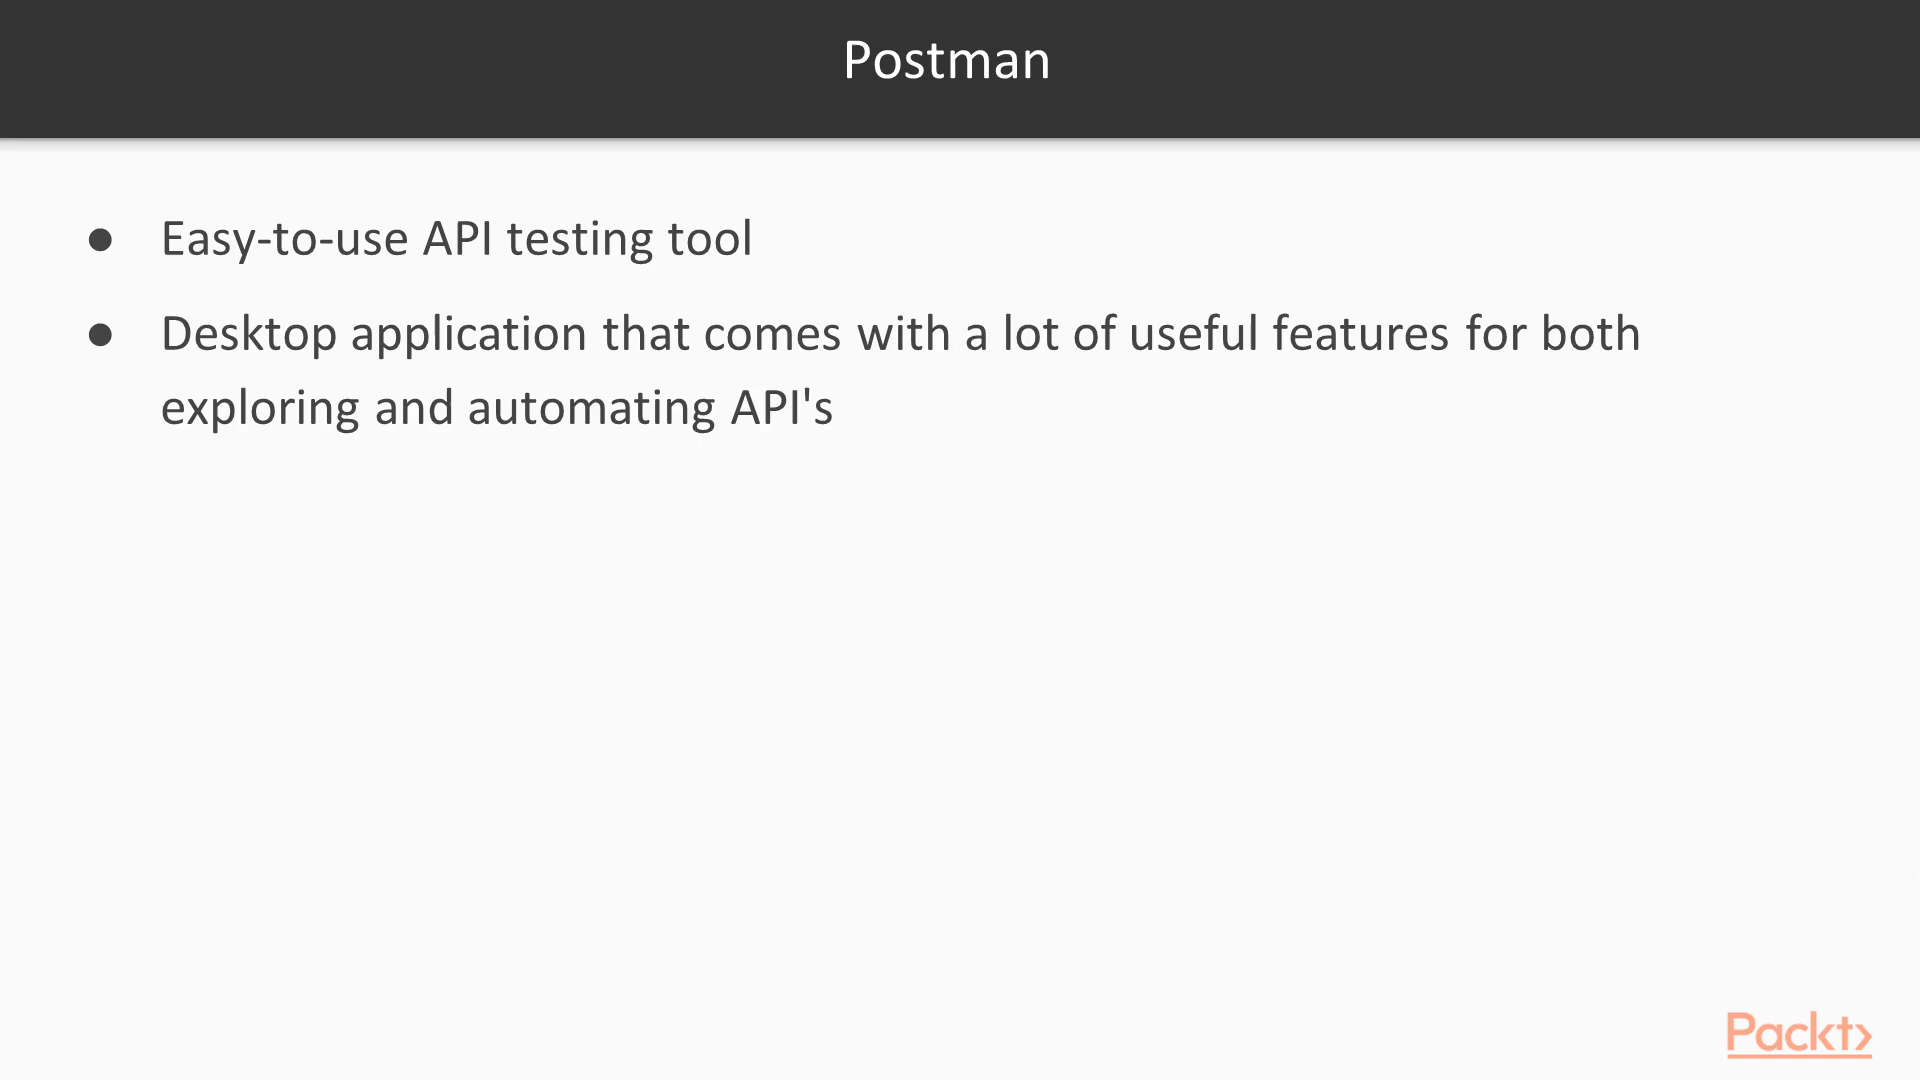 Postman
● Easy-to-use API testing tool
● Desktop application that comes with a lot of useful features for both
exploring and automating API's
Packt>